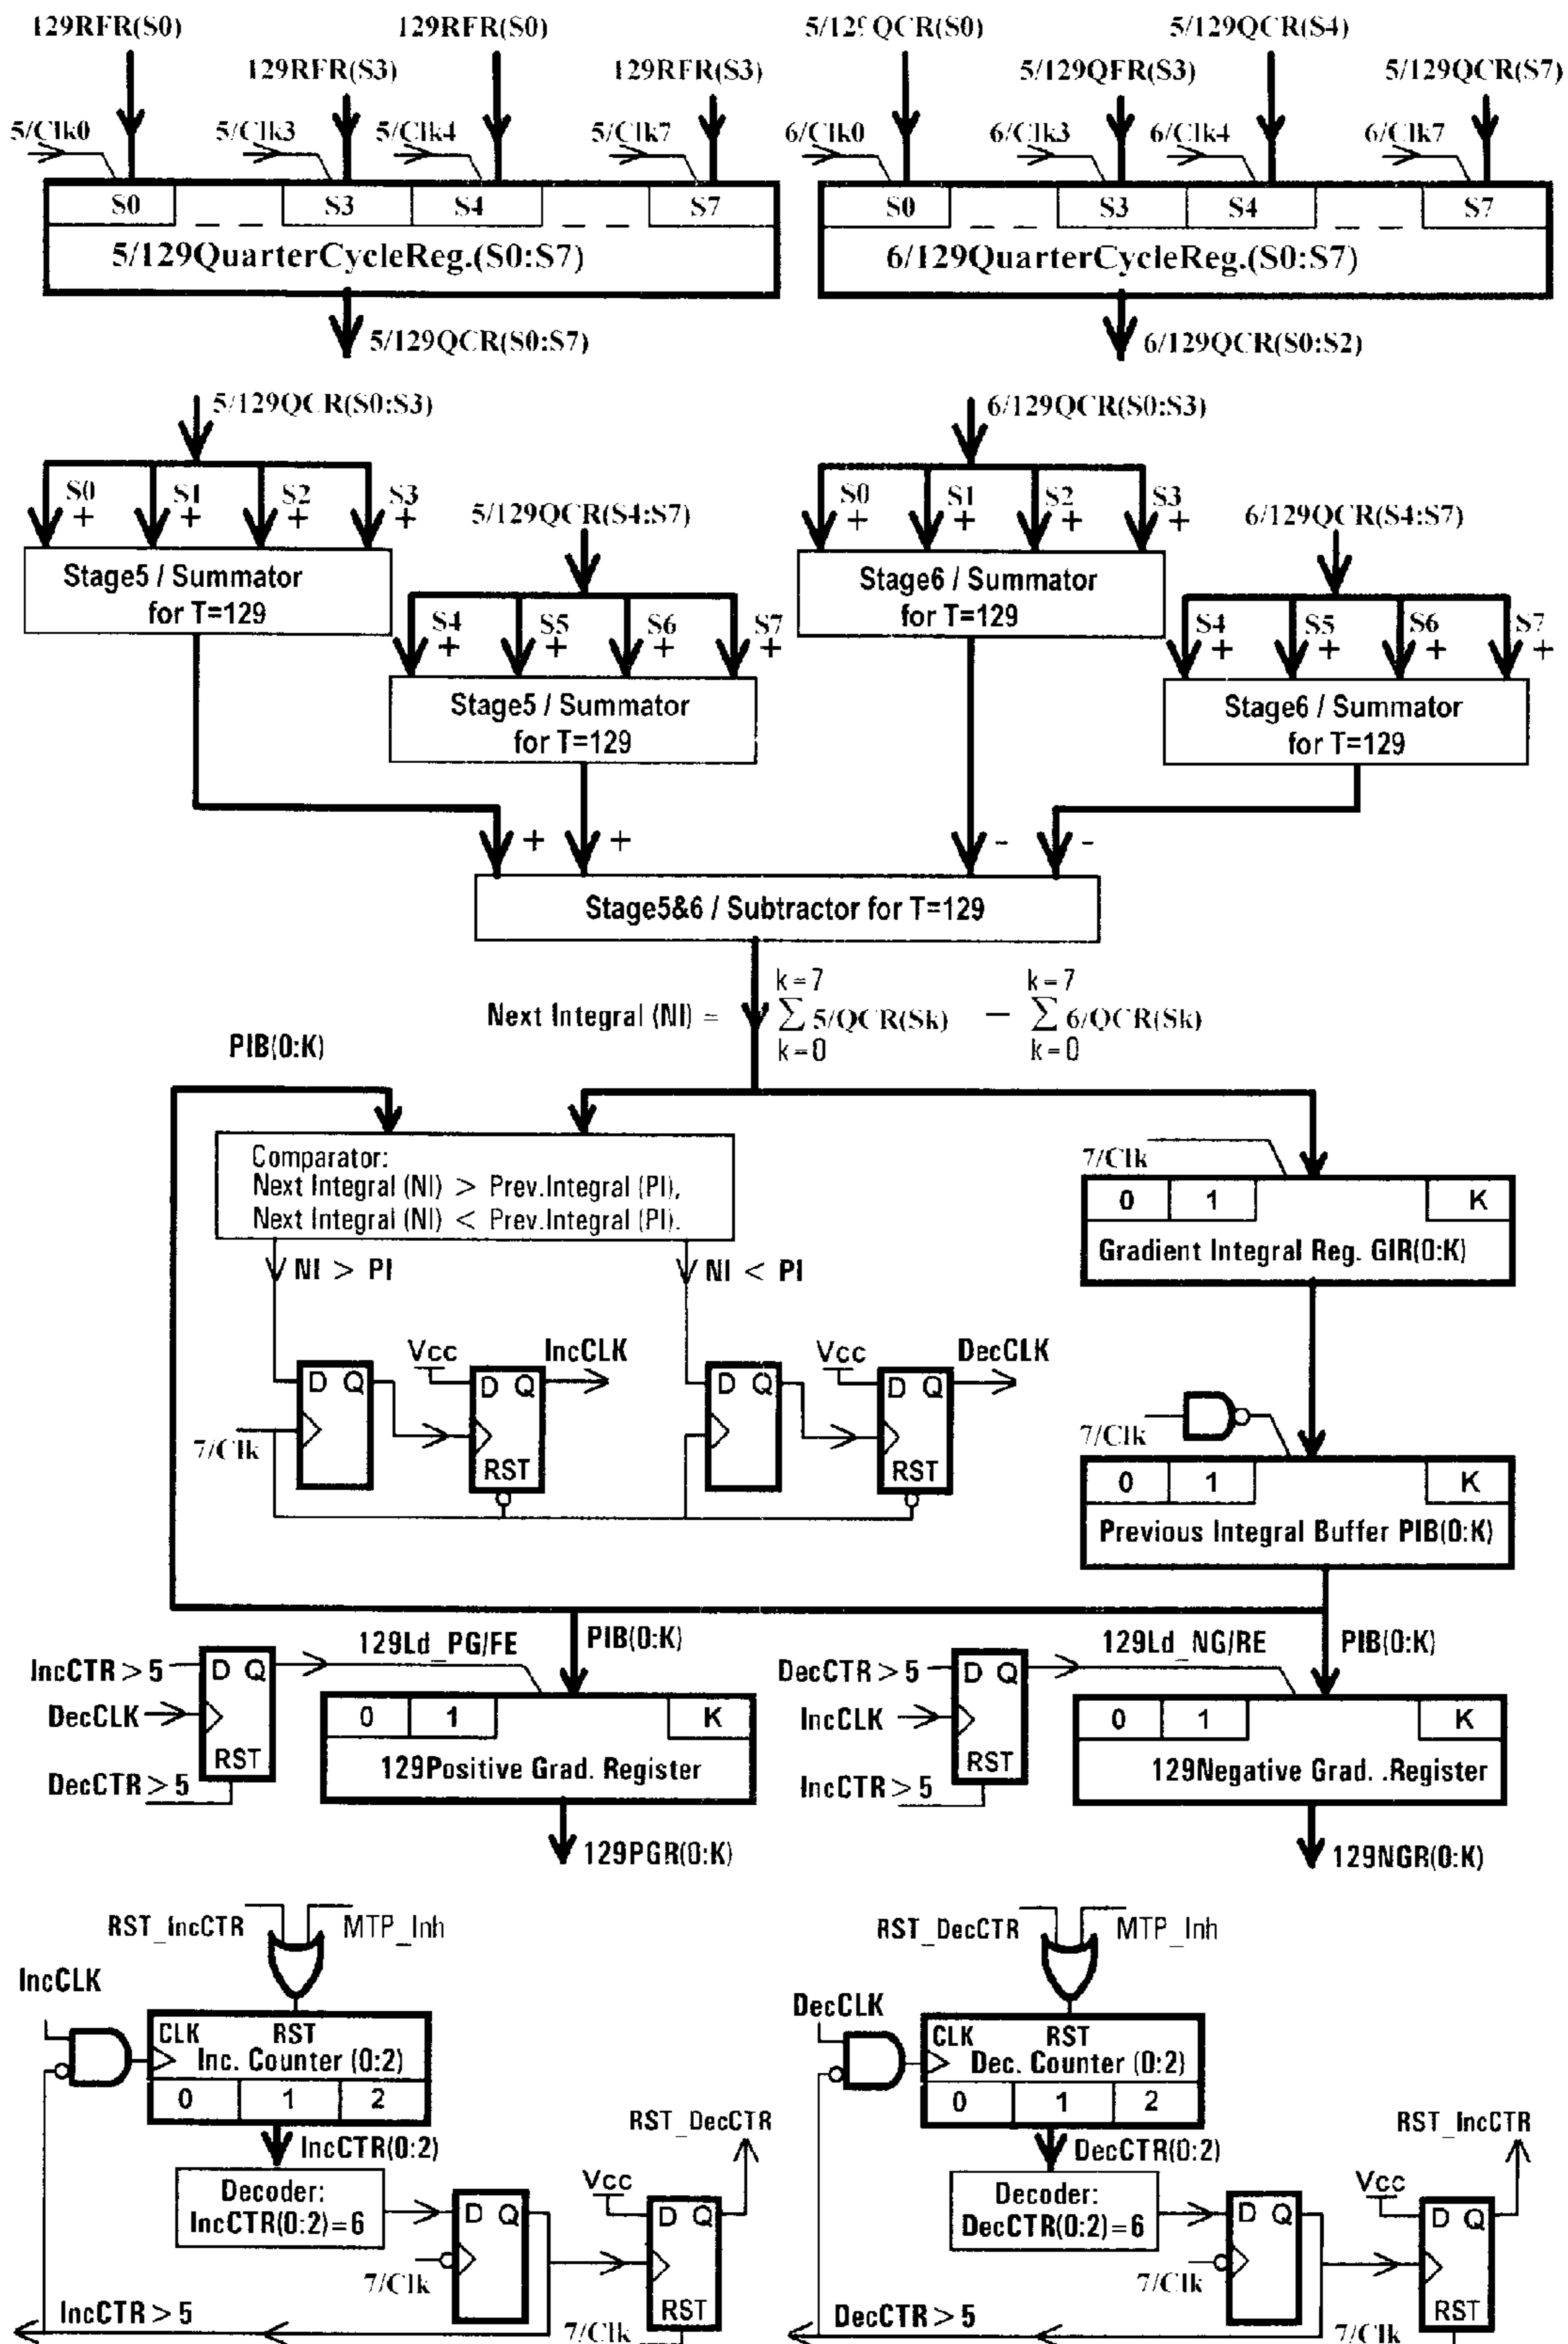 129RFR(S0)
129RFR(S0)
5/129QCR(S0)
5/129QCR(S4)
129RFR(S3)
129RFR(S3)
5/129QFR(S3)
5/129QCR(S7)
5/Clk0
5/Clk3
5/Clk4
5/Clk7
6/Clk0
6/Clk3
6/Clk4
6/Clk7
S0
S3
S4
S7
S0
S3
S4
S7
5/129QuarterCycleReg.(S0:S7)
6/129QuarterCycleReg.(S0:S7)
5/129QCR(S0:S7)
6/129QCR(S0:S2)
5/129QCR(S0:S3)
6/129QCR(S0:S3)
S0
+
S1
+
S2
+
S3
+
5/129QCR(S4:S7)
S0
+
S1
+
S2
+
S3
+
6/129QCR(S4:S7)
Stage5 / Summator
for T=129
Stage6 / Summator
for T=129
S4
+
S5
+
S6
+
S7
+
S4
+
S5
+
S6
+
S7
+
Stage5 / Summator
for T=129
Stage6 / Summator
for T=129
+
+
-
-
Stage5&6 / Subtractor for T=129
k=7
k=7
Next Integral (NI) = Σ 5/QCR(Sk) − Σ 6/QCR(Sk)
k=0
k=0
PIB(0:K)
Comparator:
Next Integral (NI) > Prev.Integral (PI),
Next Integral (NI) < Prev.Integral (PI).
7/Clk
0
1
K
Gradient Integral Reg. GIR(0:K)
NI > PI
NI < PI
Vcc
IncCLK
Vcc
DecCLK
D Q
D Q
D Q
D Q
7/Clk
RST
RST
7/Clk
0
1
K
Previous Integral Buffer PIB(0:K)
129Ld_PG/FE
PIB(0:K)
129Ld_NG/RE
PIB(0:K)
IncCTR > 5
D Q
DecCLK
RST
DecCTR > 5
0
1
K
129Positive Grad. Register
DecCTR > 5
D Q
IncCLK
RST
IncCTR > 5
0
1
K
129Negative Grad. .Register
129PGR(0:K)
129NGR(0:K)
RST_IncCTR
MTP_Inh
RST_DecCTR
MTP_Inh
IncCLK
DecCLK
CLK
RST
Inc. Counter (0:2)
0
1
2
CLK
RST
Dec. Counter (0:2)
0
1
2
IncCTR(0:2)
RST_DecCTR
DecCTR(0:2)
RST_IncCTR
Decoder:
IncCTR(0:2)=6
Vcc
D Q
D Q
Decoder:
DecCTR(0:2)=6
Vcc
D Q
D Q
7/Clk
7/Clk
IncCTR > 5
7/Clk
RST
DecCTR > 5
7/Clk
RST